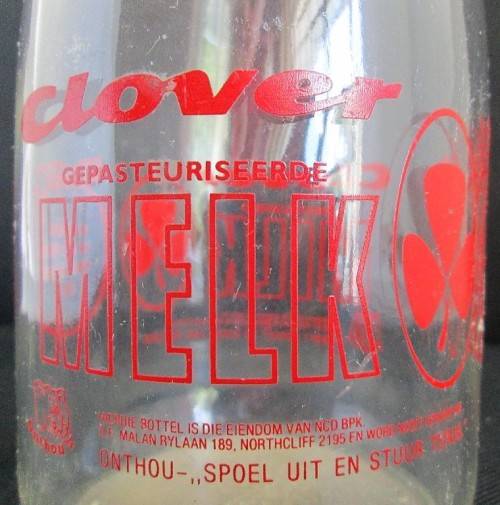 clover
GEPASTEURISEERDE
MELK
HIERDIE BOTTEL IS DIE EIENDOM VAN NCD BPK
D.F. MALAN RYLAAN 189, NORTHCLIFF 2195 EN WORD
ONTHOU-,,SPOEL UIT EN STUUR TERUG"